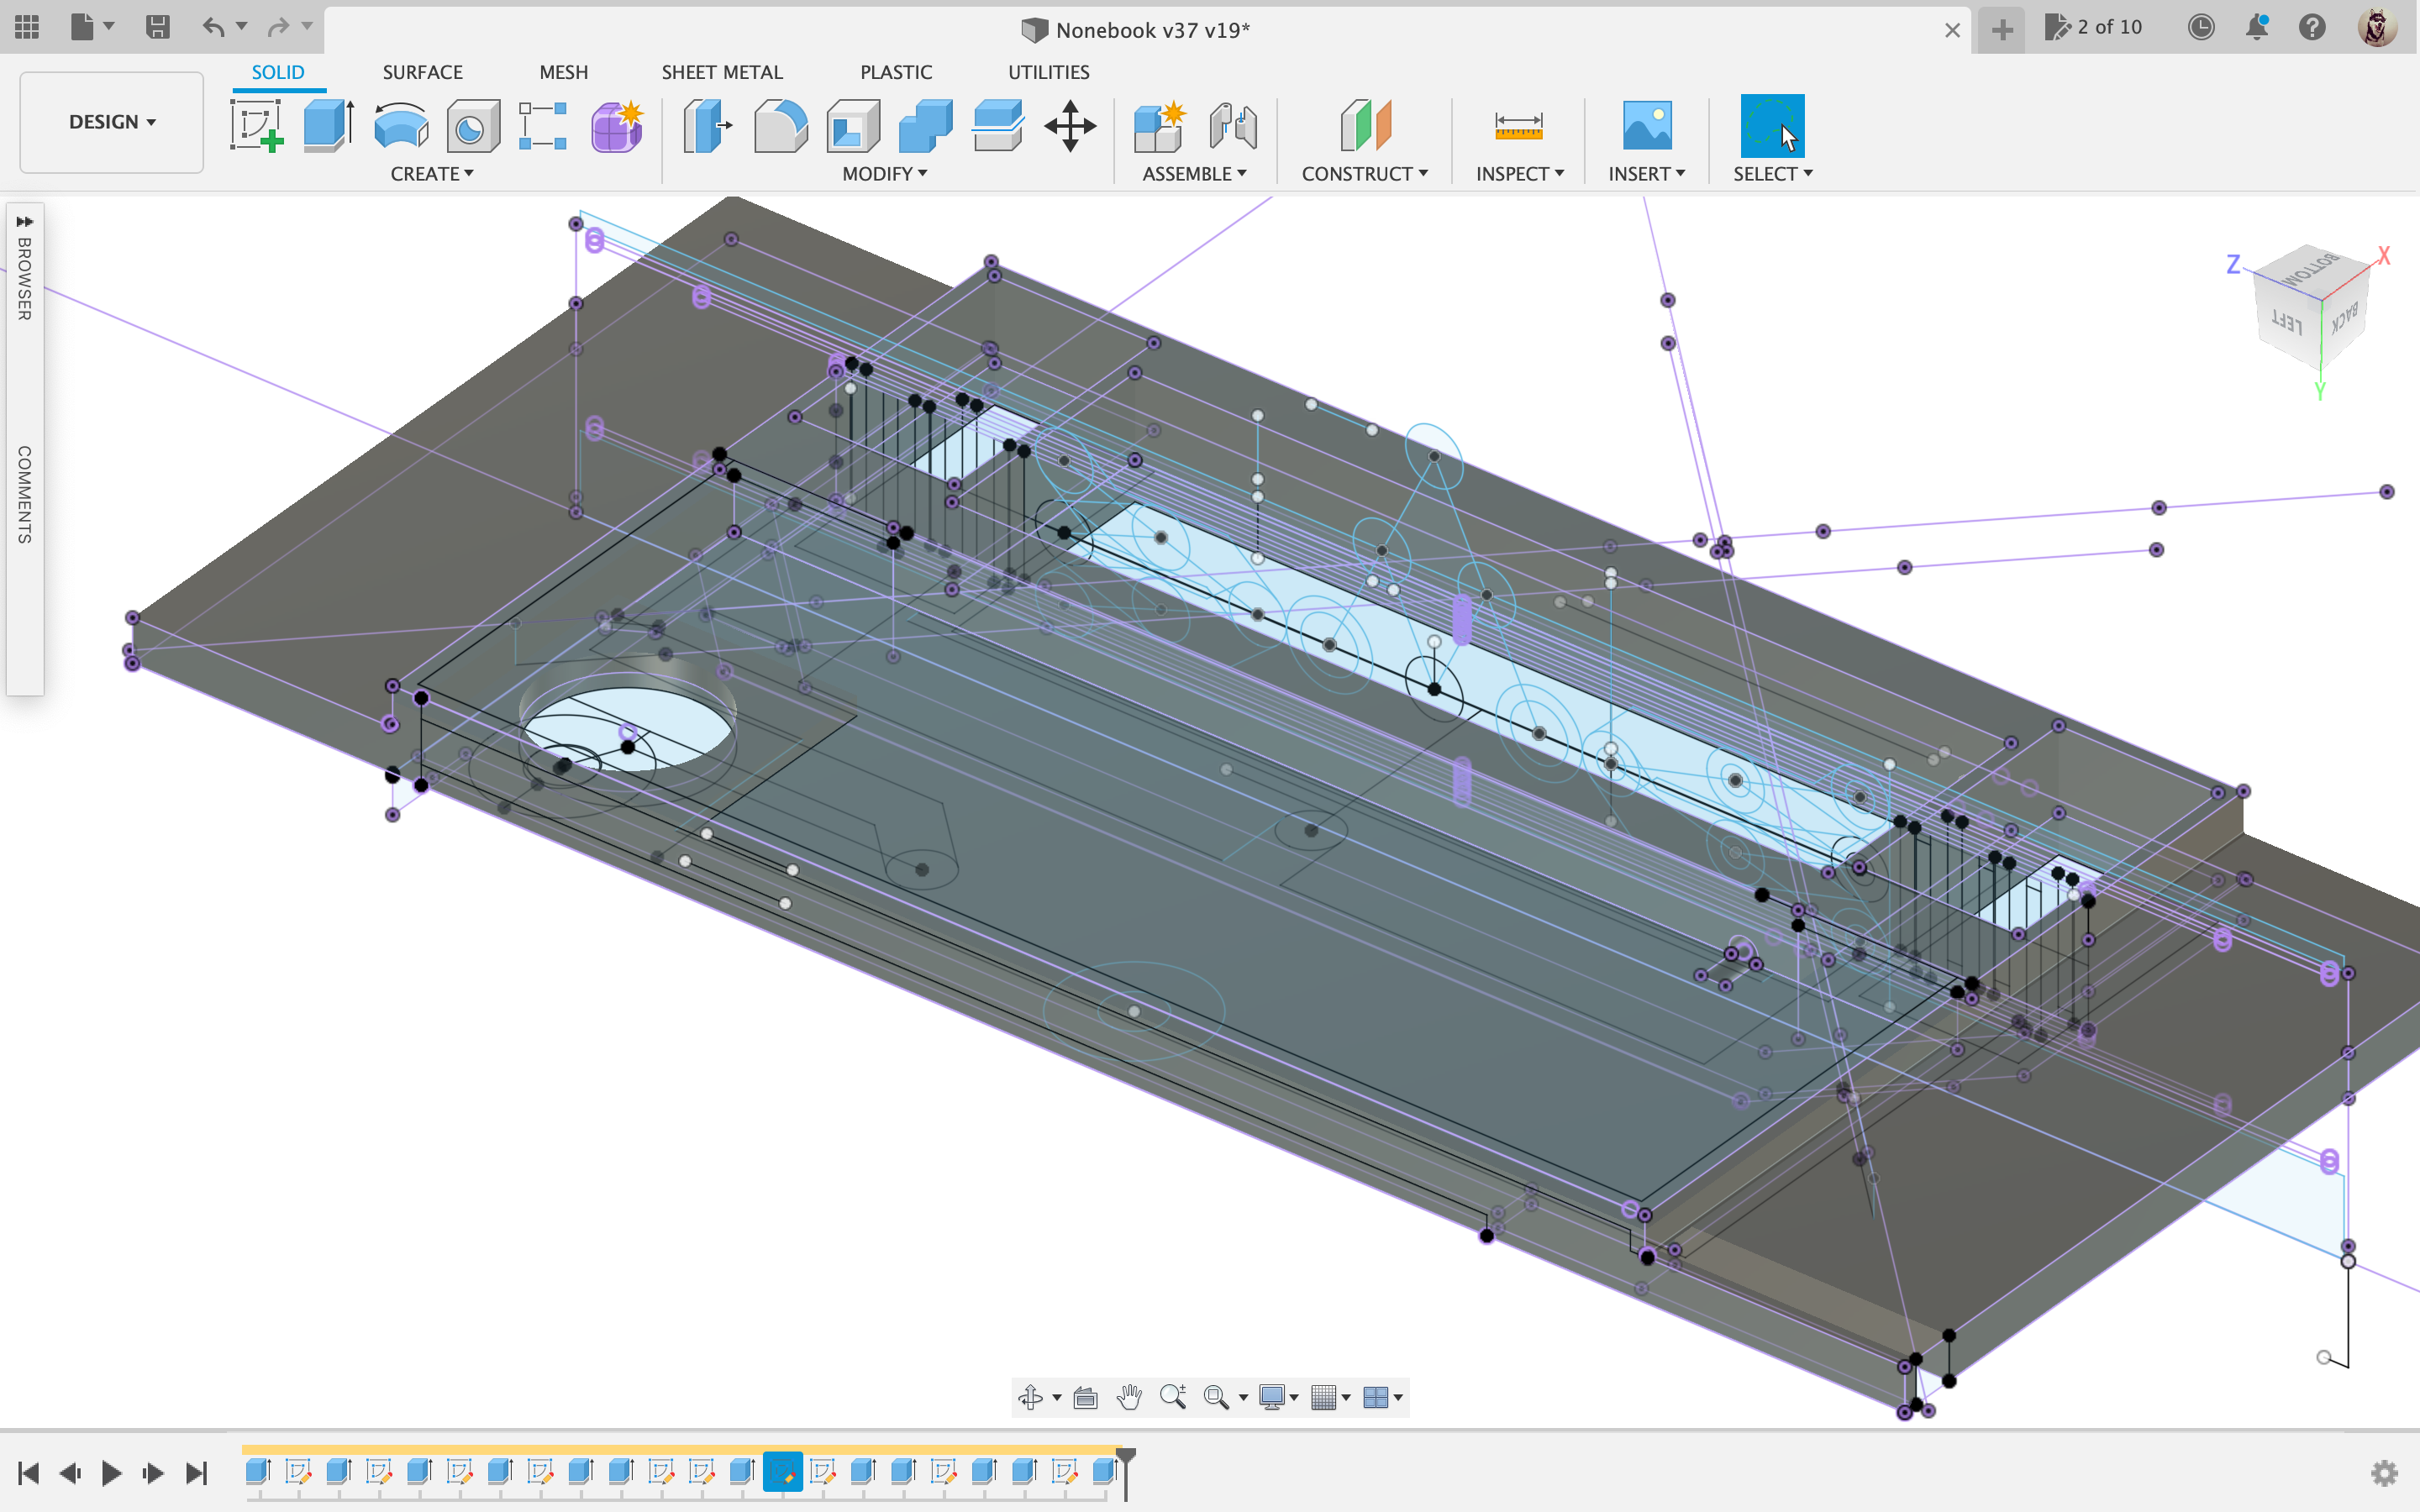 Nonebook v37 v19*
2 of 10
SOLID
SURFACE
MESH
SHEET METAL
PLASTIC
UTILITIES
DESIGN
CREATE
MODIFY
ASSEMBLE
CONSTRUCT
INSPECT
INSERT
SELECT
BROWSER
COMMENTS
Z
X
BOTTOM
LEFT
BACK
Y